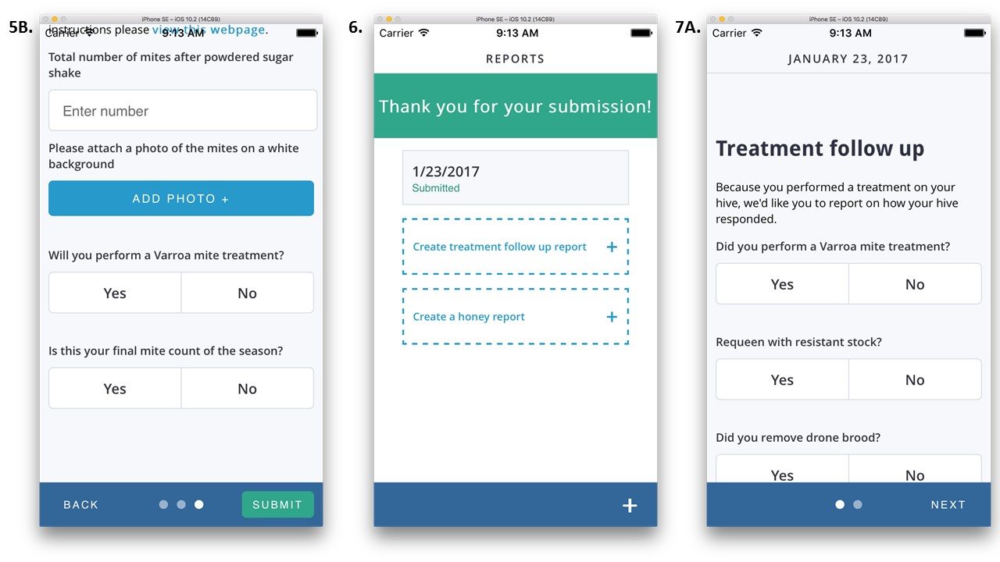 5B.
iPhone SE – iOS 10.2 (14C89)
instructions please view this webpage.
Carrier 9:13 AM
Total number of mites after powdered sugar
shake
Enter number
Please attach a photo of the mites on a white
background
ADD PHOTO +
Will you perform a Varroa mite treatment?
Yes No
Is this your final mite count of the season?
Yes No
BACK SUBMIT
6.
iPhone SE – iOS 10.2 (14C89)
Carrier 9:13 AM
REPORTS
Thank you for your submission!
1/23/2017
Submitted
Create treatment follow up report +
Create a honey report +
+
7A.
iPhone SE – iOS 10.2 (14C89)
Carrier 9:13 AM
JANUARY 23, 2017
Treatment follow up
Because you performed a treatment on your
hive, we'd like you to report on how your hive
responded.
Did you perform a Varroa mite treatment?
Yes No
Requeen with resistant stock?
Yes No
Did you remove drone brood?
Yes No
NEXT